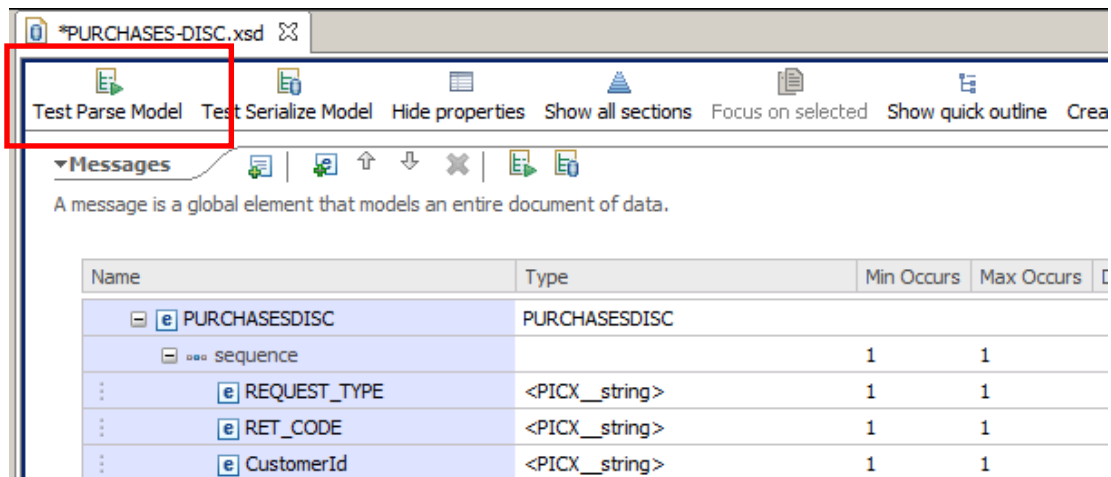 *PURCHASES-DISC.xsd
Test Parse Model Test Serialize Model Hide properties Show all sections Focus on selected Show quick outline Crea
Messages
A message is a global element that models an entire document of data.
Name Type Min Occurs Max Occurs D
e PURCHASESDISC PURCHASESDISC
sequence 1 1
e REQUEST_TYPE <PICX__string> 1 1
e RET_CODE <PICX__string> 1 1
e CustomerId <PICX__string> 1 1